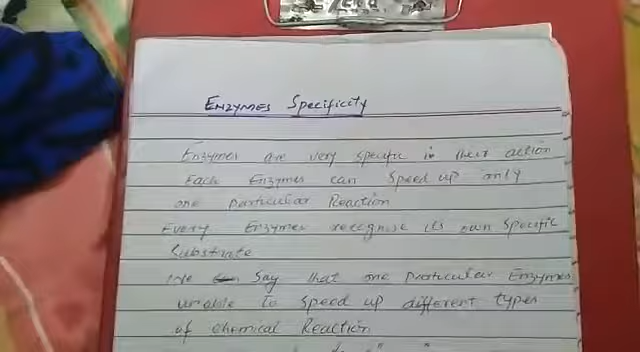 Enzymes Specificity
Enzymes are very specific in their action
Each Enzymes can speed up only
one particular Reaction
Every Enzymes recognise its own specific
Substrate
We say that one particular Enzymes
unable to speed up different types
of chemical Reaction